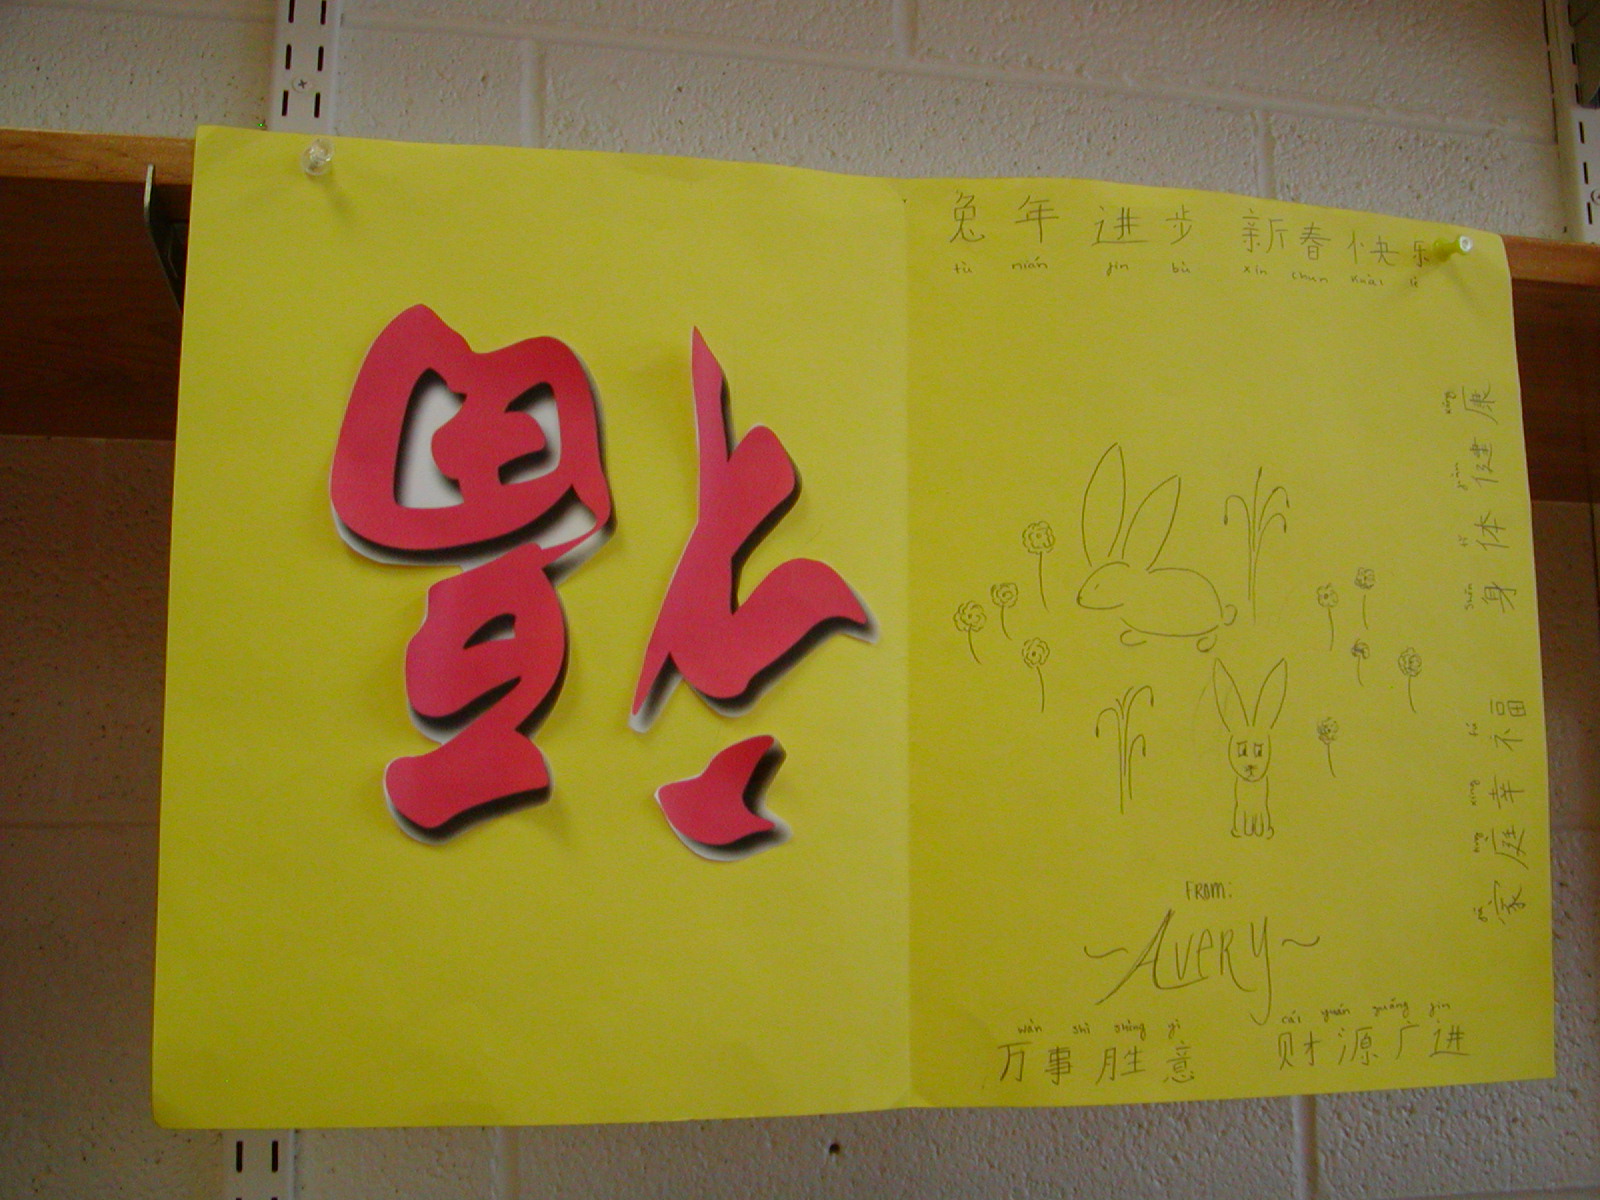 福
兔年 进步 新春快乐
tù nián jìn bù xīn chūn kuài lè
家庭幸福 身体健康
FROM:
~AVERY~
wàn shì shèng yì cái yuán guǎng jìn
万事胜意 财源广进